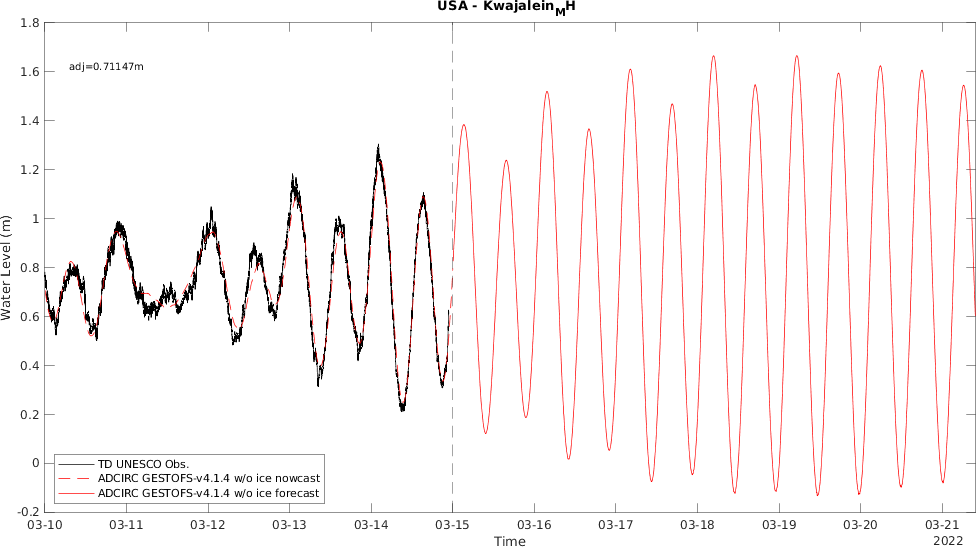 USA - Kwajalein_MH
adj=0.71147m
1.8
1.6
1.4
1.2
1
0.8
0.6
0.4
0.2
0
-0.2
Water Level (m)
TD UNESCO Obs.
ADCIRC GESTOFS-v4.1.4 w/o ice nowcast
ADCIRC GESTOFS-v4.1.4 w/o ice forecast
03-10 03-11 03-12 03-13 03-14 03-15 03-16 03-17 03-18 03-19 03-20 03-21
Time
2022